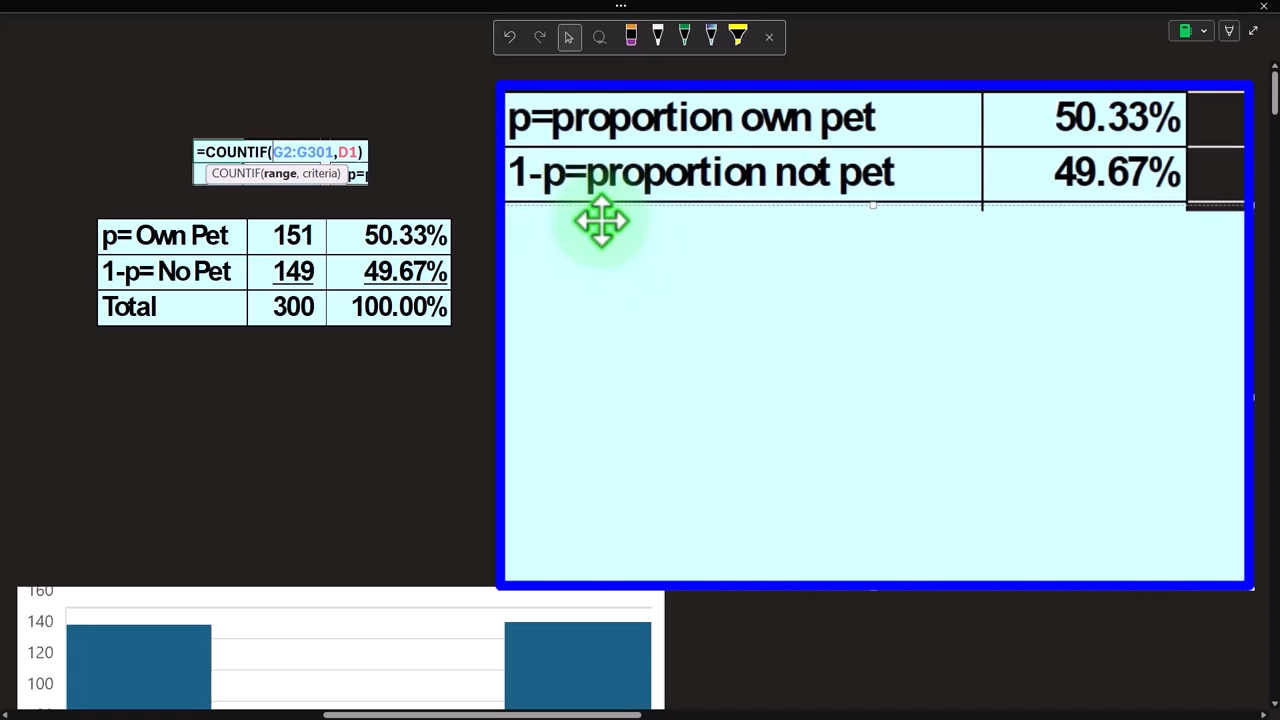 =COUNTIF(G2:G301,D1)
COUNTIF(range, criteria)
p=p
p= Own Pet 151 50.33%
1-p= No Pet 149 49.67%
Total 300 100.00%
p=proportion own pet 50.33%
1-p=proportion not pet 49.67%
160
140
120
100